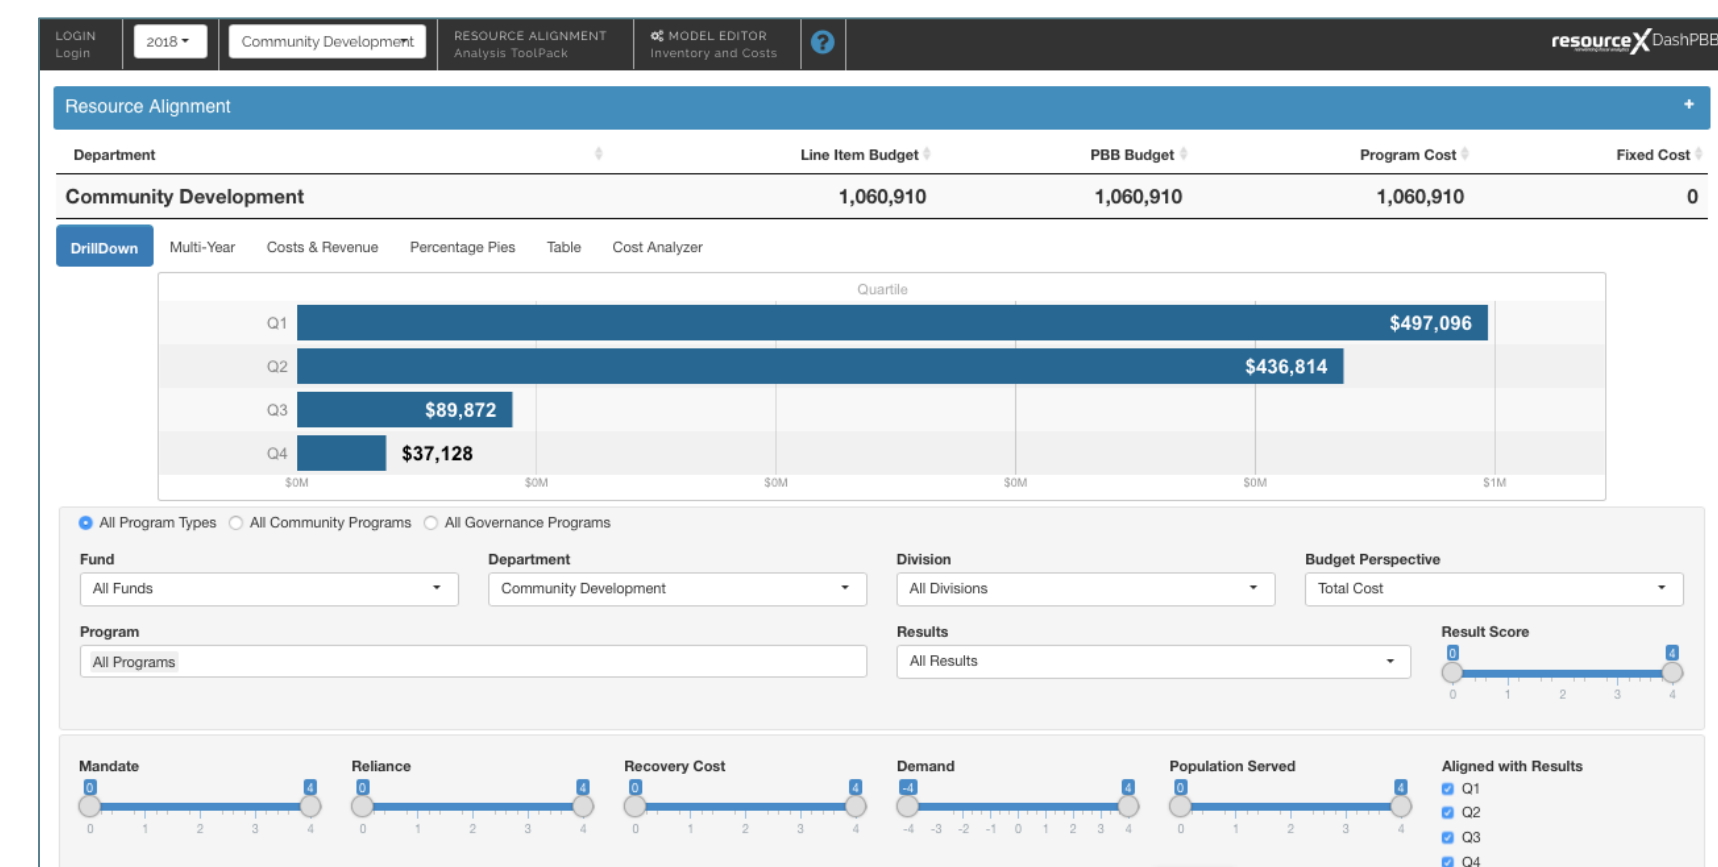 LOGIN
Login
2018
Community Development
RESOURCE ALIGNMENT
Analysis ToolPack
MODEL EDITOR
Inventory and Costs
?
resourceX DashPBB
Resource Alignment +
Department Line Item Budget PBB Budget Program Cost Fixed Cost
Community Development 1,060,910 1,060,910 1,060,910 0
DrillDown Multi-Year Costs & Revenue Percentage Pies Table Cost Analyzer
Quartile
Q1 $497,096
Q2 $436,814
Q3 $89,872
Q4 $37,128
$0M $0M $0M $0M $0M $1M
All Program Types All Community Programs All Governance Programs
Fund Department Division Budget Perspective
All Funds Community Development All Divisions Total Cost
Program Results Result Score
All Programs All Results
0 4
0 1 2 3 4
Mandate Reliance Recovery Cost Demand Population Served Aligned with Results
0 4 0 4 0 4 -4 4 0 4
0 1 2 3 4 0 1 2 3 4 0 1 2 3 4 -4 -3 -2 -1 0 1 2 3 4 0 1 2 3 4
Q1
Q2
Q3
Q4